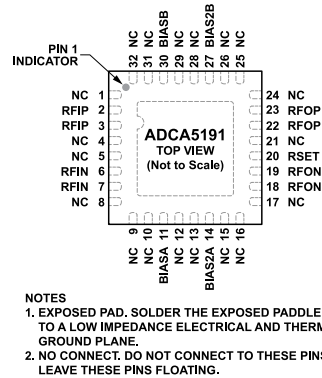 PIN 1
INDICATOR
32 NC
31 NC
30 BIASB
29 NC
28 NC
27 BIAS2B
26 NC
25 NC
NC 1
RFIP 2
RFIP 3
NC 4
NC 5
RFIN 6
RFIN 7
NC 8
ADCA5191
TOP VIEW
(Not to Scale)
24 NC
23 RFOP
22 RFOP
21 NC
20 RSET
19 RFON
18 RFON
17 NC
NC 9
NC 10
BIASA 11
NC 12
NC 13
BIAS2A 14
NC 15
NC 16
NOTES
1. EXPOSED PAD. SOLDER THE EXPOSED PADDLE
TO A LOW IMPEDANCE ELECTRICAL AND THERM
GROUND PLANE.
2. NO CONNECT. DO NOT CONNECT TO THESE PINS
LEAVE THESE PINS FLOATING.